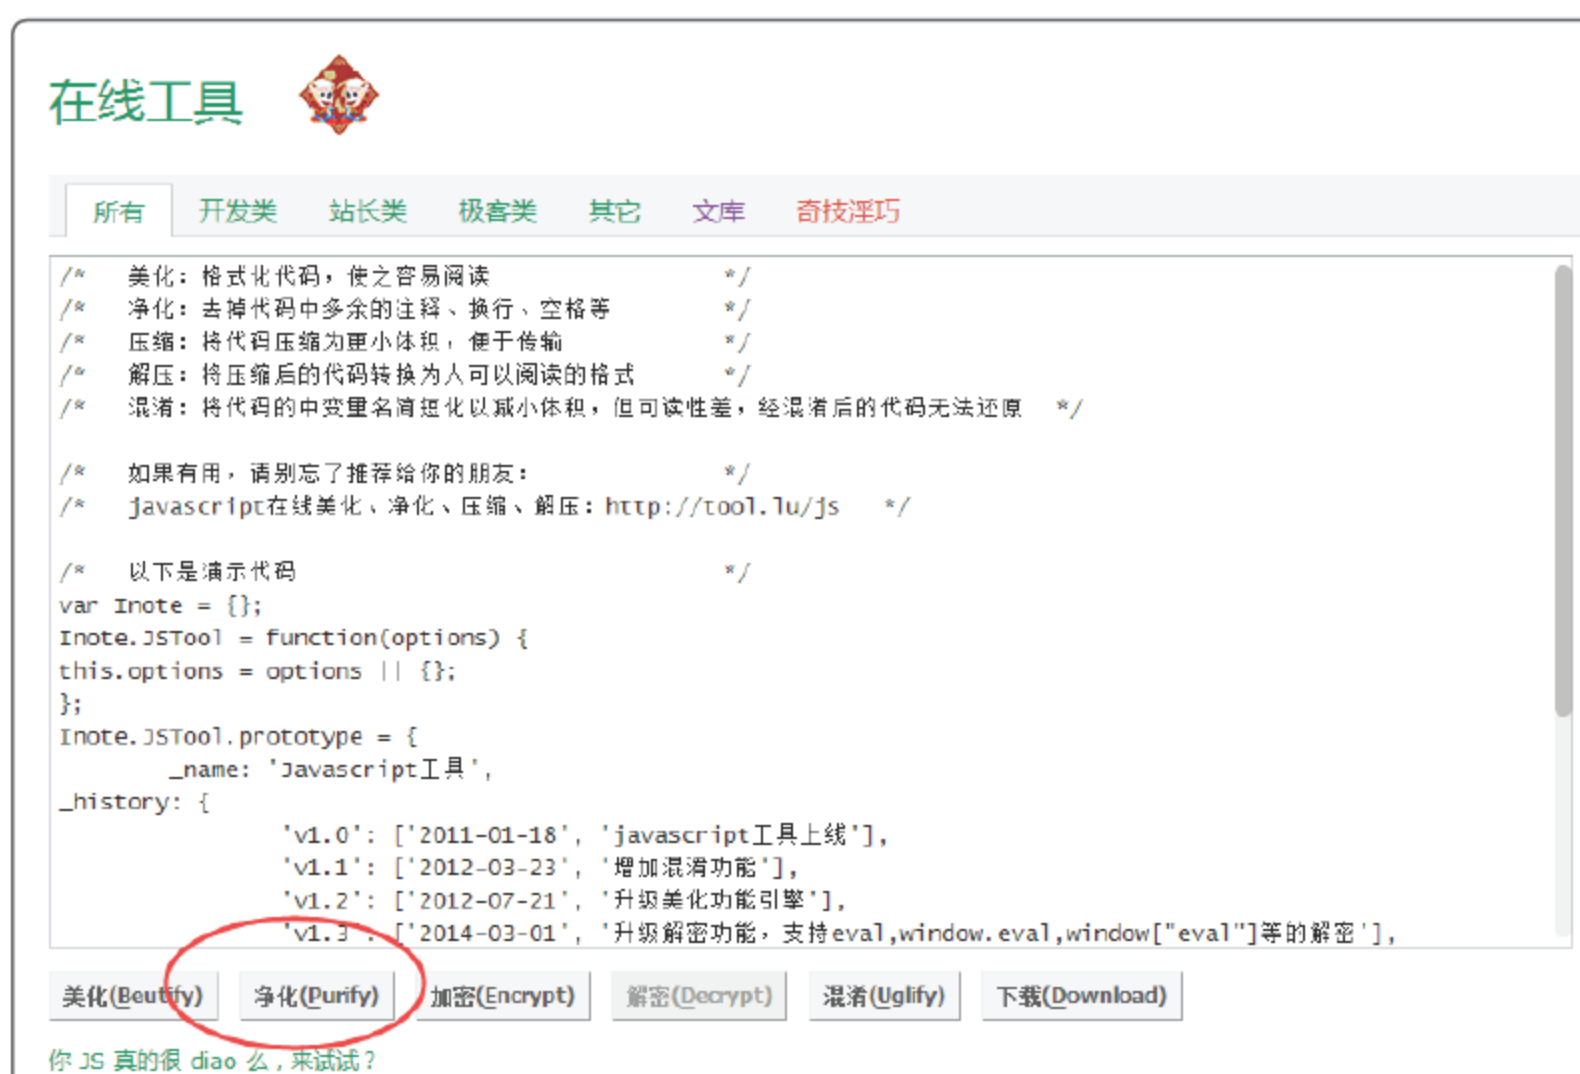 在线工具
所有 开发类 站长类 极客类 其它 文库 奇技淫巧
/* 美化：格式化代码，使之容易阅读 */
/* 净化：去掉代码中多余的注释、换行、空格等 */
/* 压缩：将代码压缩为更小体积，便于传输 */
/* 解压：将压缩后的代码转换为人可以阅读的格式 */
/* 混淆：将代码的中变量名简短化以减小体积，但可读性差，经混淆后的代码无法还原 */
/* 如果有用，请别忘了推荐给你的朋友： */
/* javascript在线美化、净化、压缩、解压：http://tool.lu/js */
/* 以下是演示代码 */
var Inote = {};
Inote.JSTool = function(options) {
this.options = options || {};
};
Inote.JSTool.prototype = {
_name: 'Javascript工具',
_history: {
'v1.0': ['2011-01-18', 'javascript工具上线'],
'v1.1': ['2012-03-23', '增加混淆功能'],
'v1.2': ['2012-07-21', '升级美化功能引擎'],
'v1.3': ['2014-03-01', '升级解密功能，支持eval,window.eval,window["eval"]等的解密'],
美化(Beutify) 净化(Purify) 加密(Encrypt) 解密(Decrypt) 混淆(Uglify) 下载(Download)
你 JS 真的很 diao 么，来试试？